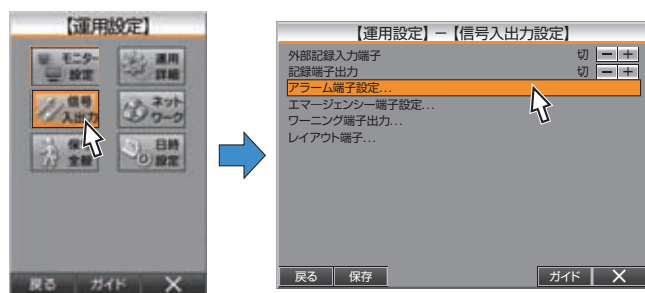 【運用設定】
モニター
設定
運用
詳細
信号
入出力
ネット
ワーク
全般
日時
設定
戻る ガイド ×
【運用設定】－【信号入出力設定】
外部記録入力端子 切 － ＋
記録端子出力 切 － ＋
アラーム端子設定...
エマージェンシー端子設定...
ワーニング端子出力...
レイアウト端子...
戻る 保存 ガイド ×